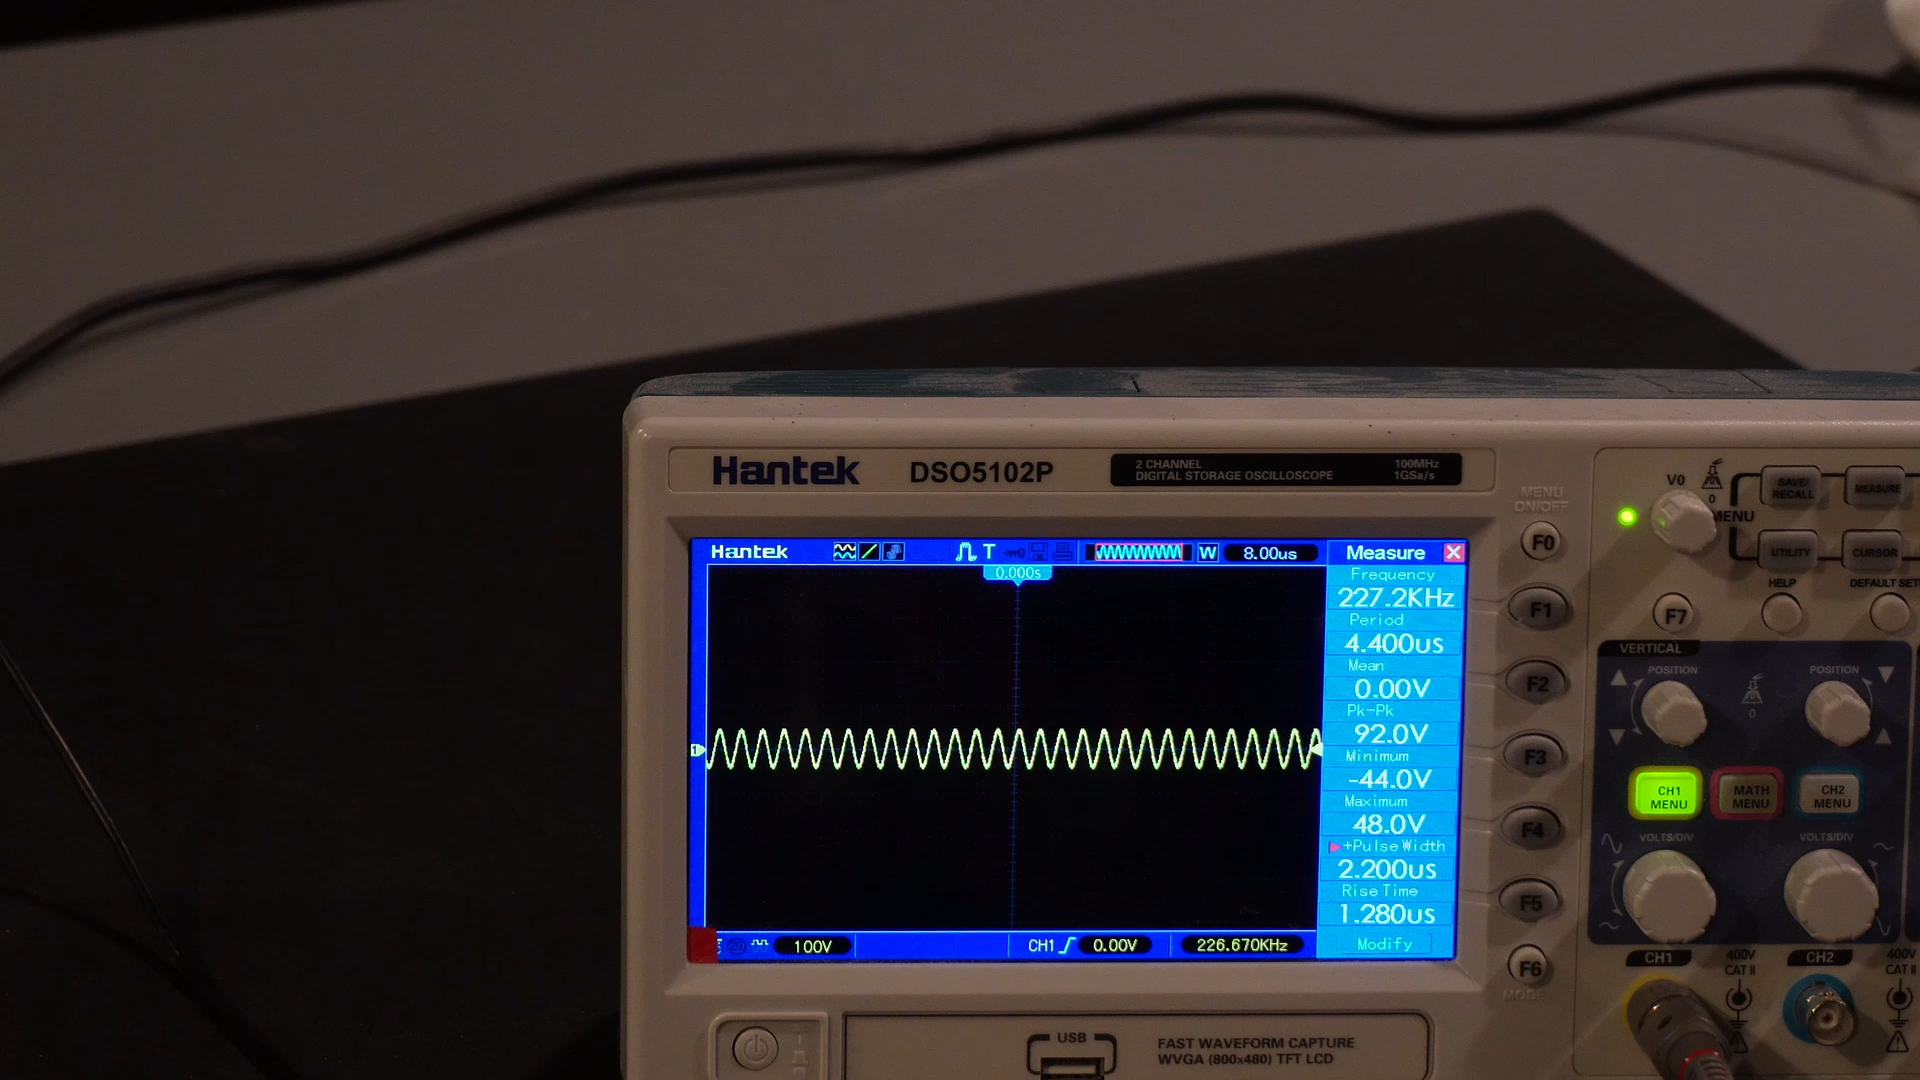 Hantek DSO5102P
2 CHANNEL
DIGITAL STORAGE OSCILLOSCOPE
100MHz
1GSa/s
MENU
ON/OFF
F0
F1
F2
F3
F4
F5
F6
MODE
Hantek
T
W
8.00us
0.000s
Measure
Frequency
227.2KHz
Period
4.400us
Mean
0.00V
Pk-Pk
92.0V
Minimum
-44.0V
Maximum
48.0V
+Pulse Width
2.200us
Rise Time
1.280us
Modify
1
100V
CH1
0.00V
226.670KHz
V0
0
MENU
SAVE/
RECALL
MEASURE
UTILITY
CURSOR
F7
HELP
DEFAULT SET
VERTICAL
POSITION
POSITION
0
CH1
MENU
MATH
MENU
CH2
MENU
VOLTS/DIV
VOLTS/DIV
CH1
400V
CAT II
CH2
400V
CAT II
USB
FAST WAVEFORM CAPTURE
WVGA (800x480) TFT LCD